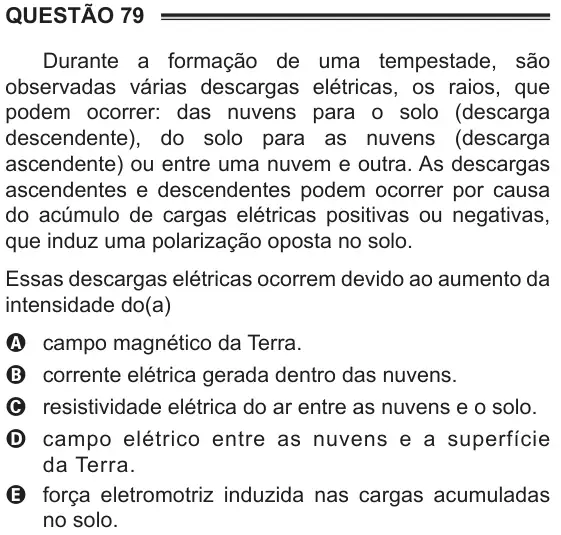 QUESTÃO 79
Durante a formação de uma tempestade, são
observadas várias descargas elétricas, os raios, que
podem ocorrer: das nuvens para o solo (descarga
descendente), do solo para as nuvens (descarga
ascendente) ou entre uma nuvem e outra. As descargas
ascendentes e descendentes podem ocorrer por causa
do acúmulo de cargas elétricas positivas ou negativas,
que induz uma polarização oposta no solo.
Essas descargas elétricas ocorrem devido ao aumento da
intensidade do(a)
A campo magnético da Terra.
B corrente elétrica gerada dentro das nuvens.
C resistividade elétrica do ar entre as nuvens e o solo.
D campo elétrico entre as nuvens e a superfície
da Terra.
E força eletromotriz induzida nas cargas acumuladas
no solo.